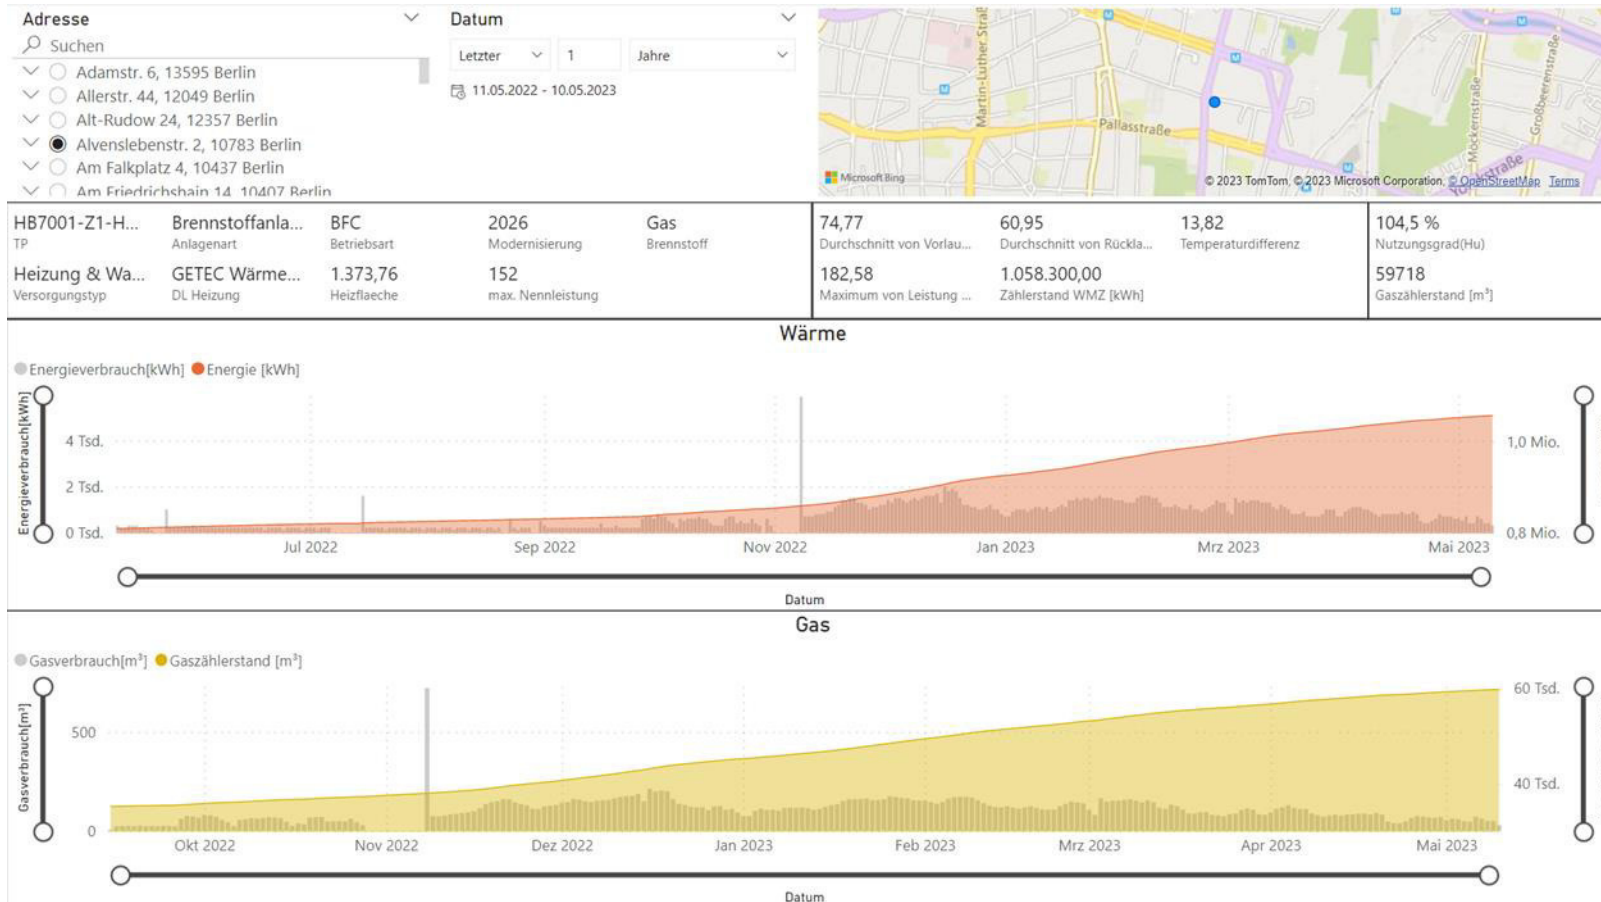 Adresse
Suchen
Adamstr. 6, 13595 Berlin
Allerstr. 44, 12049 Berlin
Alt-Rudow 24, 12357 Berlin
Alvenslebenstr. 2, 10783 Berlin
Am Falkplatz 4, 10437 Berlin
Am Friedrichshain 14, 10407 Berlin
Datum
Letzter 1 Jahre
11.05.2022 - 10.05.2023
Martin-Luther Straß
Pallasstraße
Möckernstraße
Großbeerenstraße
Yorckstraße
M
M
M
M
M
M
M
Microsoft Bing
© 2023 TomTom, © 2023 Microsoft Corporation, © OpenStreetMap Terms
HB7001-Z1-H... Brennstoffanla... BFC 2026 Gas
TP Anlagenart Betriebsart Modernisierung Brennstoff
Heizung & Wa... GETEC Wärme... 1.373,76 152
Versorgungstyp DL Heizung Heizflaeche max. Nennleistung
74,77 60,95 13,82
Durchschnitt von Vorlau... Durchschnitt von Rückla... Temperaturdifferenz
182,58 1.058.300,00
Maximum von Leistung ... Zählerstand WMZ [kWh]
104,5 %
Nutzungsgrad(Hu)
59718
Gaszählerstand [m³]
Wärme
Energieverbrauch[kWh] Energie [kWh]
Energieverbrauch[kWh]
4 Tsd.
2 Tsd.
0 Tsd.
1,0 Mio.
0,8 Mio.
Jul 2022 Sep 2022 Nov 2022 Jan 2023 Mrz 2023 Mai 2023
Datum
Gas
Gasverbrauch[m³] Gaszählerstand [m³]
Gasverbrauch[m³]
500
0
60 Tsd.
40 Tsd.
Okt 2022 Nov 2022 Dez 2022 Jan 2023 Feb 2023 Mrz 2023 Apr 2023 Mai 2023
Datum